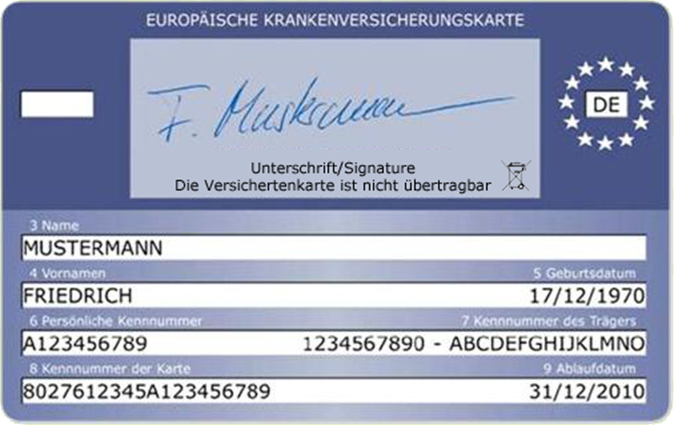 EUROPÄISCHE KRANKENVERSICHERUNGSKARTE
F. Mustermann
DE
Unterschrift/Signature
Die Versichertenkarte ist nicht übertragbar
3 Name
MUSTERMANN
4 Vornamen 5 Geburtsdatum
FRIEDRICH 17/12/1970
6 Persönliche Kennnummer 7 Kennnummer des Trägers
A123456789 1234567890 - ABCDEFGHIJKLMNO
8 Kennnummer der Karte 9 Ablaufdatum
8027612345A123456789 31/12/2010